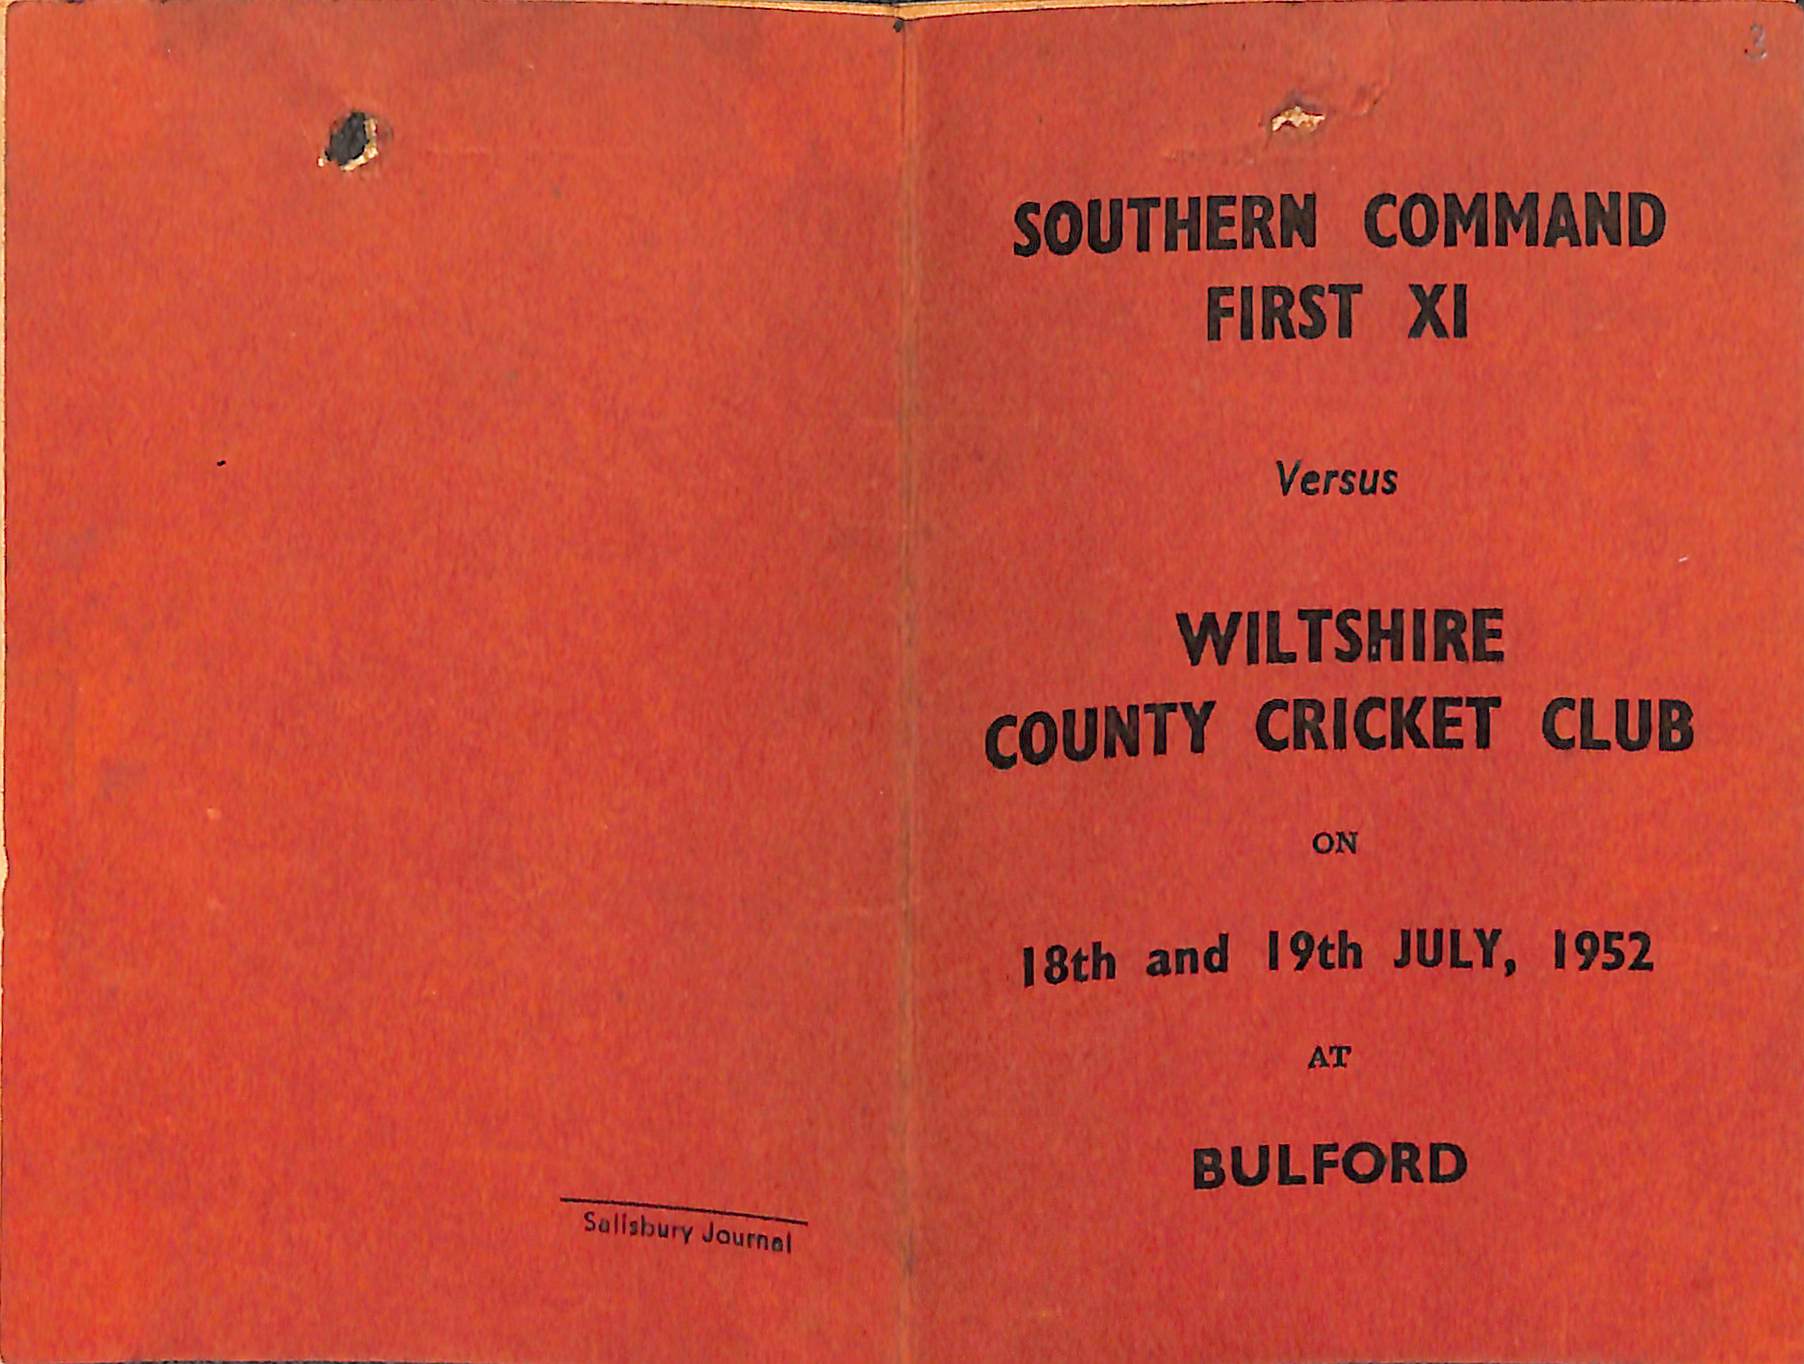 3
SOUTHERN COMMAND
FIRST XI
Versus
WILTSHIRE
COUNTY CRICKET CLUB
ON
18th and 19th JULY, 1952
AT
BULFORD
Salisbury Journal